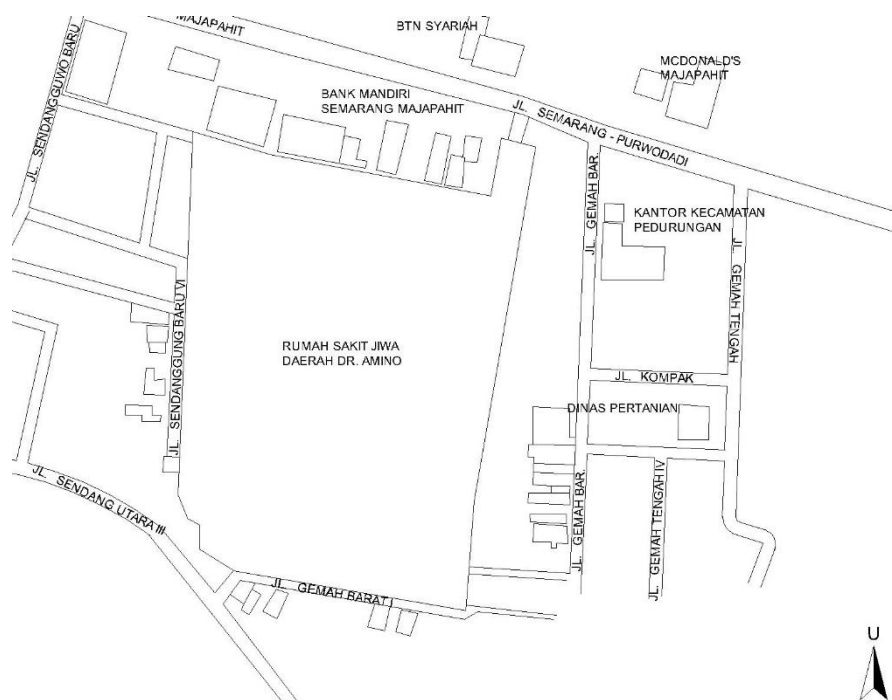 MAJAPAHIT
BTN SYARIAH
MCDONALD'S
MAJAPAHIT
BANK MANDIRI
SEMARANG MAJAPAHIT
JL. SEMARANG - PURWODADI
JL. SENDANGGUWO BARU
JL. GEMAH BAR.
KANTOR KECAMATAN
PEDURUNGAN
JL. GEMAH TENGAH
JL. SENDANGGUNG BARU VI
RUMAH SAKIT JIWA
DAERAH DR. AMINO
JL. KOMPAK
DINAS PERTANIAN
JL. SENDANG UTARA III
JL. GEMAH BAR.
JL. GEMAH TENGAH IV
JL. GEMAH BARAT I
U